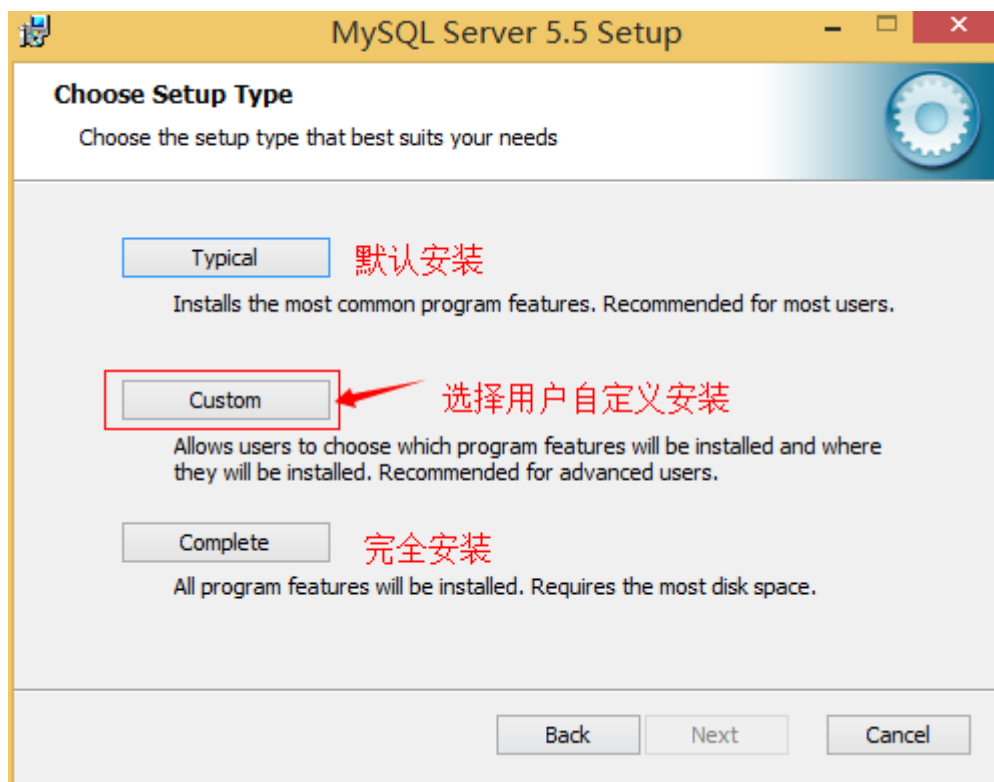 MySQL Server 5.5 Setup
Choose Setup Type
Choose the setup type that best suits your needs
Typical 默认安装
Installs the most common program features. Recommended for most users.
Custom 选择用户自定义安装
Allows users to choose which program features will be installed and where
they will be installed. Recommended for advanced users.
Complete 完全安装
All program features will be installed. Requires the most disk space.
Back Next Cancel